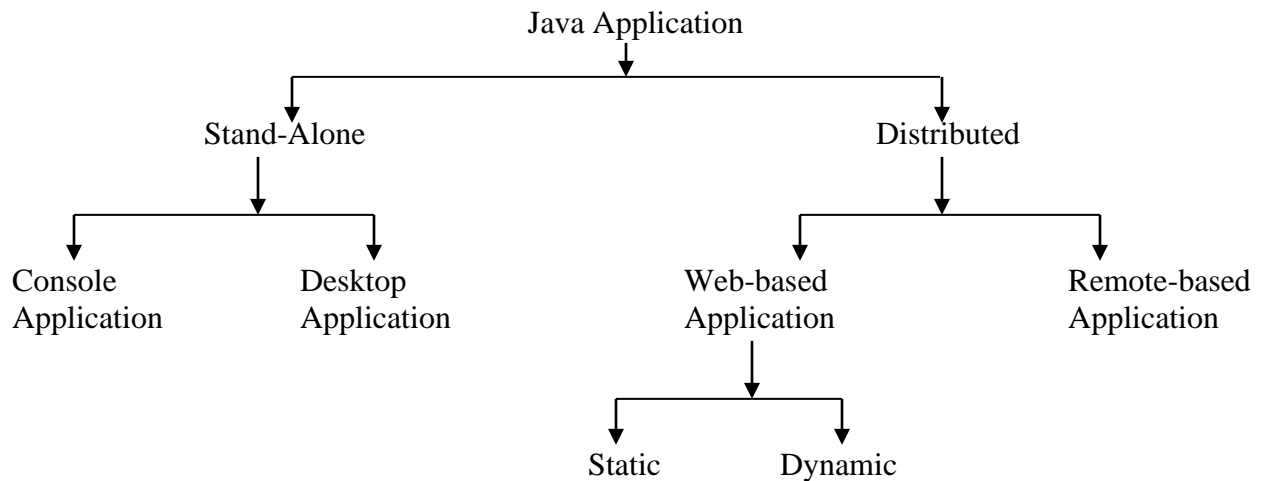 Java Application
Stand-Alone
Distributed
Console
Application
Desktop
Application
Web-based
Application
Remote-based
Application
Static
Dynamic